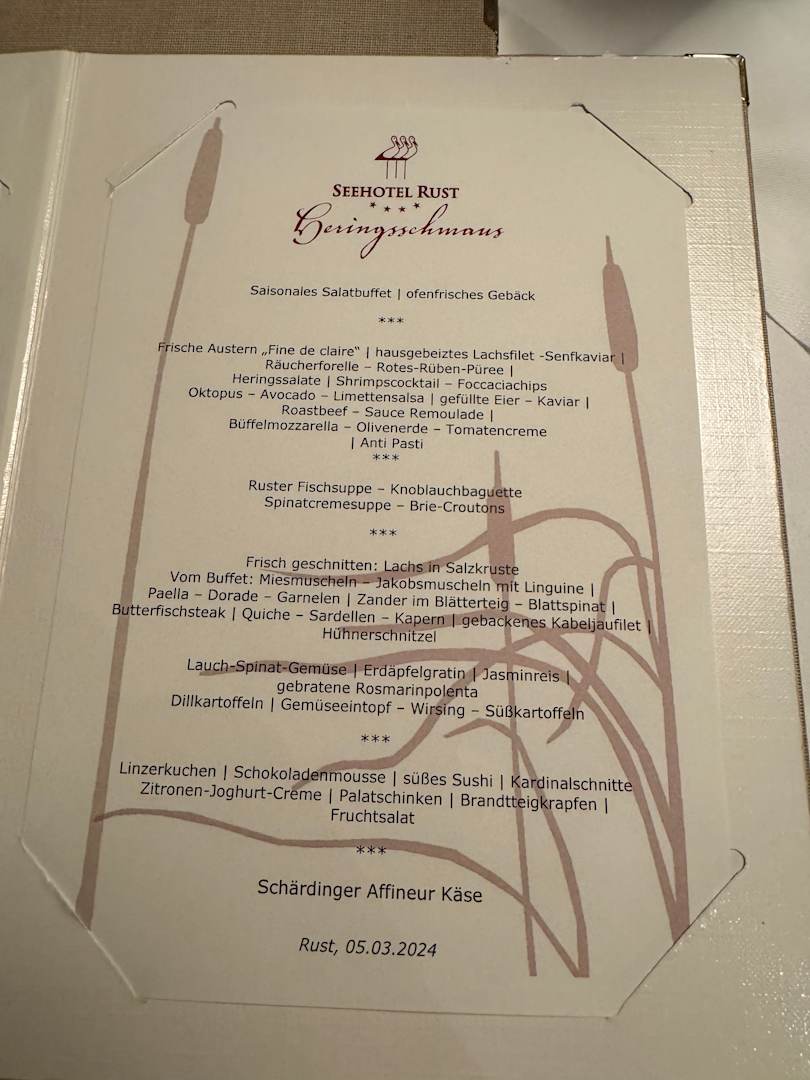 SEEHOTEL RUST
Heringsschmaus
Saisonales Salatbuffet | ofenfrisches Gebäck
***
Frische Austern „Fine de claire“ | hausgebeiztes Lachsfilet -Senfkaviar |
Räucherforelle – Rotes-Rüben-Püree |
Heringssalate | Shrimpscocktail – Foccaciachips
Oktopus – Avocado – Limettensalsa | gefüllte Eier – Kaviar |
Roastbeef – Sauce Remoulade |
Büffelmozzarella – Olivenerde – Tomatencreme
| Anti Pasti
***
Ruster Fischsuppe – Knoblauchbaguette
Spinatcremesuppe – Brie-Croutons
***
Frisch geschnitten: Lachs in Salzkruste
Vom Buffet: Miesmuscheln – Jakobsmuscheln mit Linguine |
Paella – Dorade – Garnelen | Zander im Blätterteig – Blattspinat |
Butterfischsteak | Quiche – Sardellen – Kapern | gebackenes Kabeljaufilet |
Hühnerschnitzel
Lauch-Spinat-Gemüse | Erdäpfelgratin | Jasminreis |
gebratene Rosmarinpolenta
Dillkartoffeln | Gemüseeintopf – Wirsing – Süßkartoffeln
***
Linzerkuchen | Schokoladenmousse | süßes Sushi | Kardinalschnitte
Zitronen-Joghurt-Crème | Palatschinken | Brandteigkrapfen |
Fruchtsalat
***
Schärdinger Affineur Käse
Rust, 05.03.2024